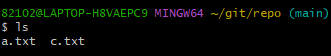 82102@LAPTOP-H8VAEPC9 MINGW64 ~/git/repo (main)
$ ls
a.txt  c.txt